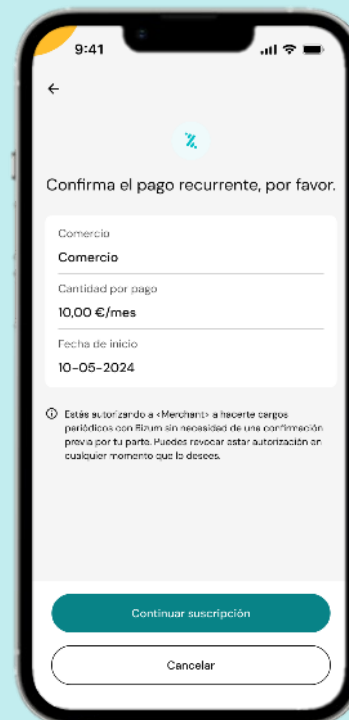 9:41
Confirma el pago recurrente, por favor.
Comercio
Comercio
Cantidad por pago
10,00 €/mes
Fecha de inicio
10-05-2024
Estás autorizando a <Merchant> a hacerte cargos
periódicos con Bizum sin necesidad de una confirmación
previa por tu parte. Puedes revocar estar autorización en
cualquier momento que lo desees.
Continuar suscripción
Cancelar